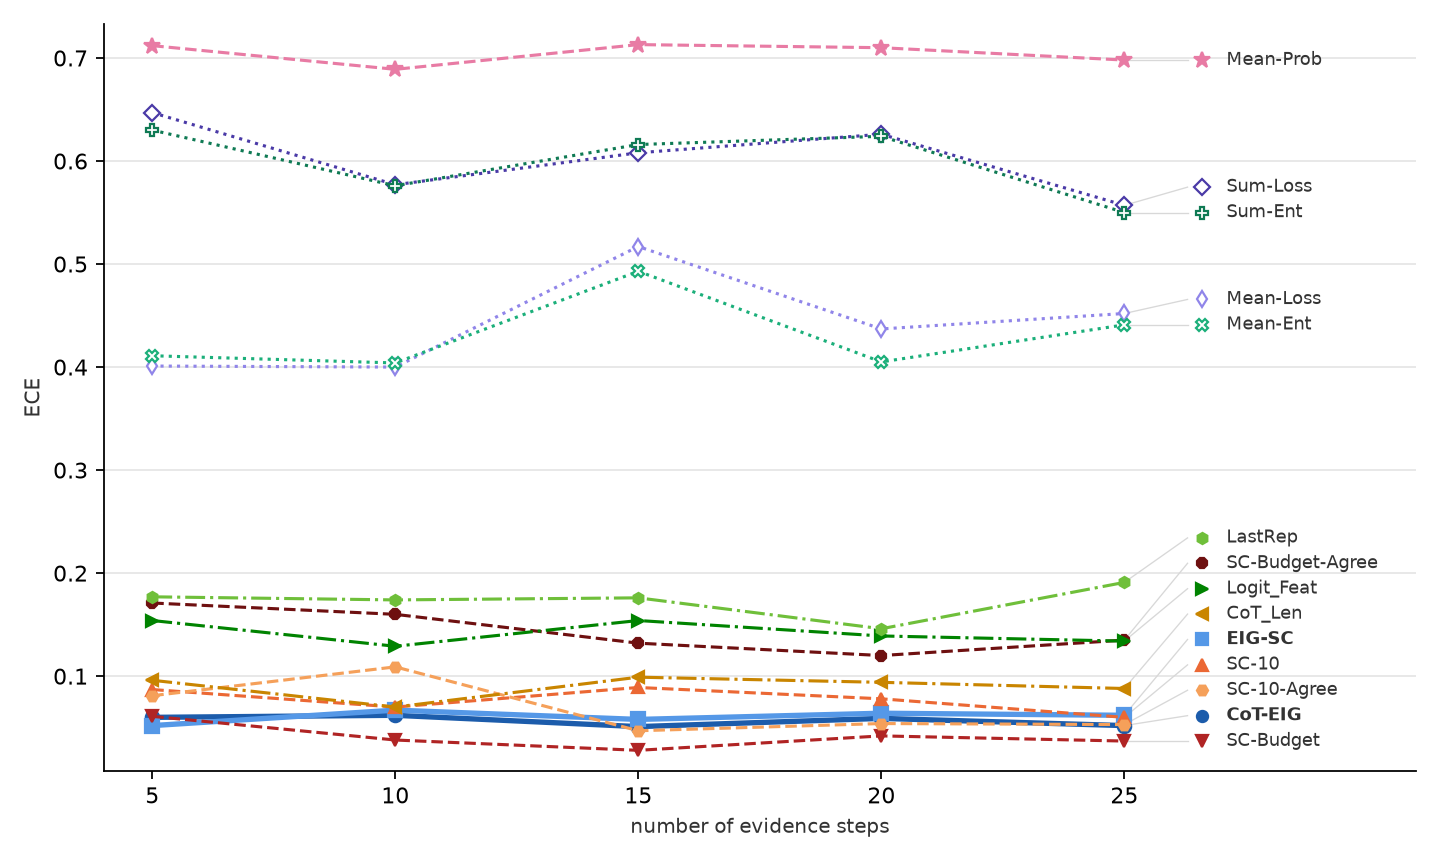 0.7
0.6
0.5
0.4
0.3
0.2
0.1
ECE
5
10
15
20
25
number of evidence steps
Mean-Prob
Sum-Loss
Sum-Ent
Mean-Loss
Mean-Ent
LastRep
SC-Budget-Agree
Logit_Feat
CoT_Len
EIG-SC
SC-10
SC-10-Agree
CoT-EIG
SC-Budget